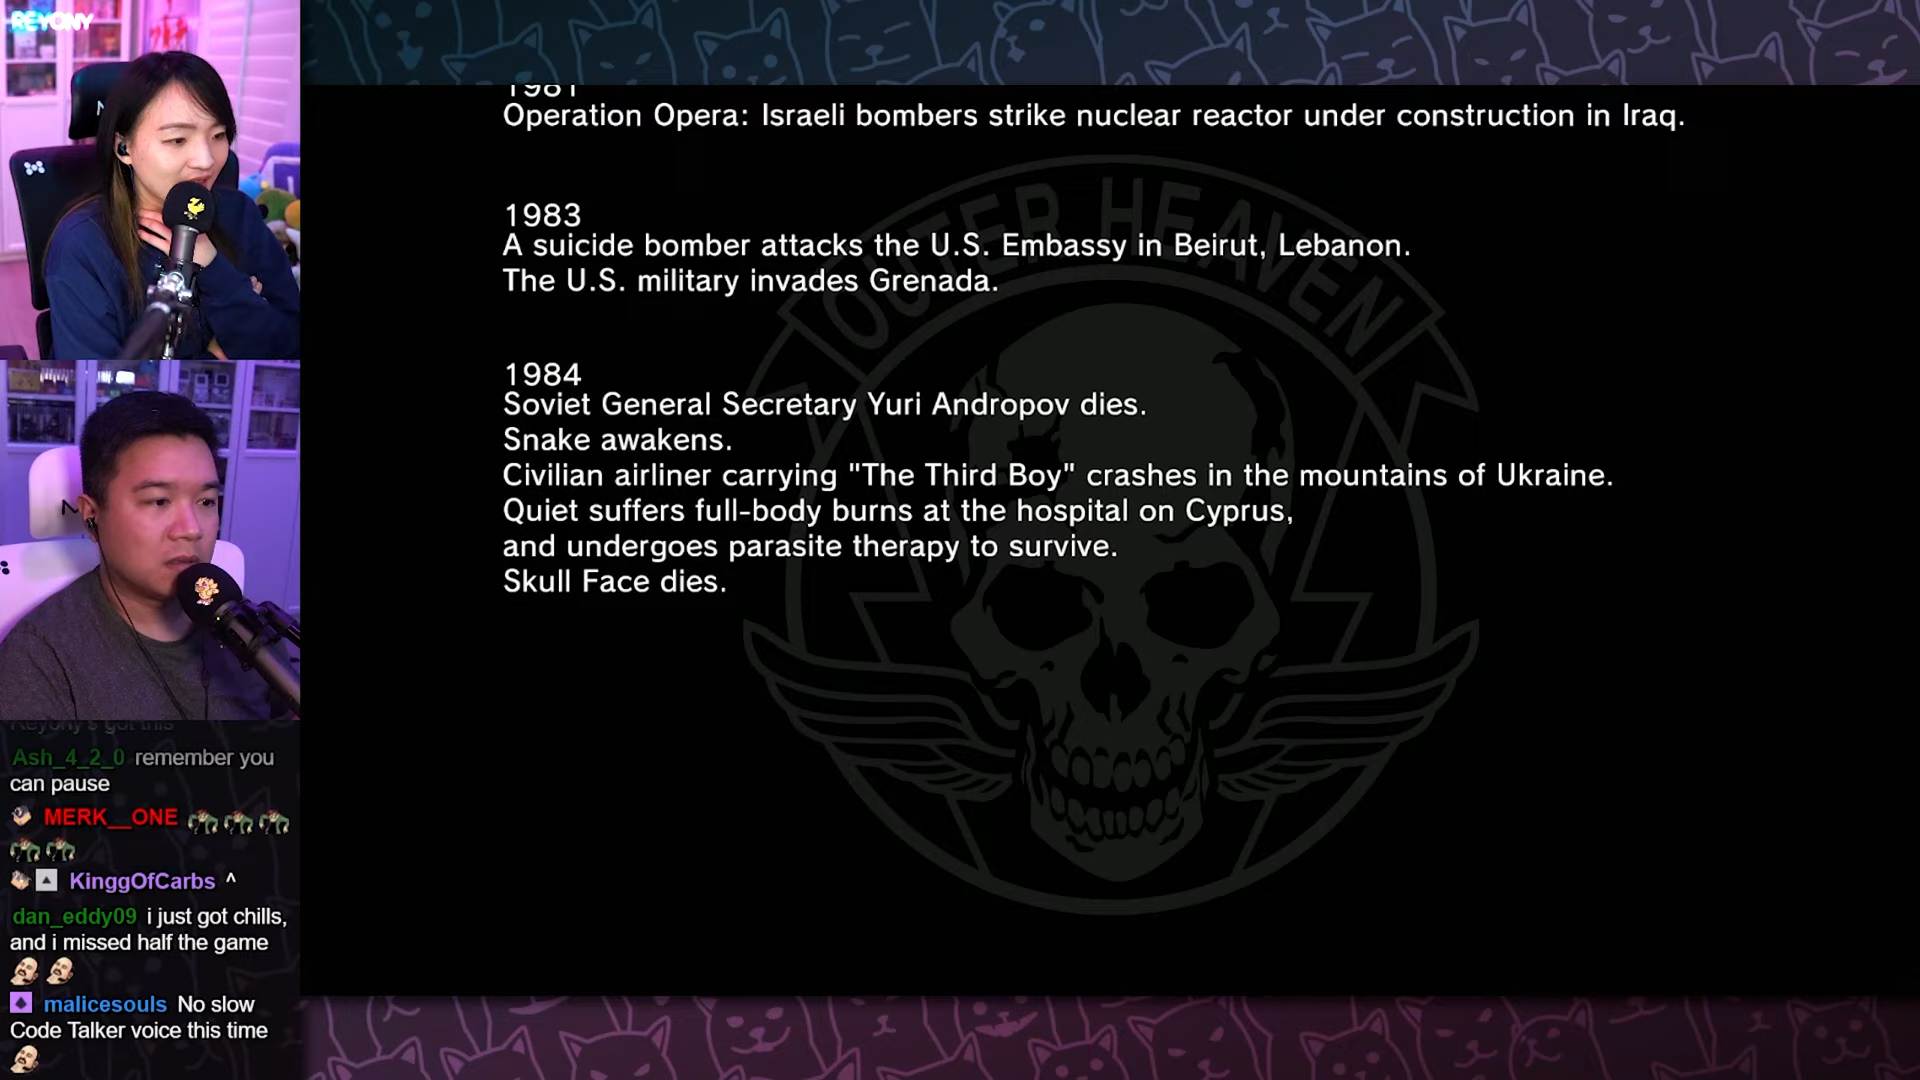 REYONY
1981
Operation Opera: Israeli bombers strike nuclear reactor under construction in Iraq.
1983
A suicide bomber attacks the U.S. Embassy in Beirut, Lebanon.
The U.S. military invades Grenada.
1984
Soviet General Secretary Yuri Andropov dies.
Snake awakens.
Civilian airliner carrying "The Third Boy" crashes in the mountains of Ukraine.
Quiet suffers full-body burns at the hospital on Cyprus,
and undergoes parasite therapy to survive.
Skull Face dies.
OUTER HEAVEN
Reyony's got this
Ash_4_2_0 remember you
can pause
MERK__ONE
KinggOfCarbs ^
dan_eddy09 i just got chills,
and i missed half the game
malicesouls No slow
Code Talker voice this time